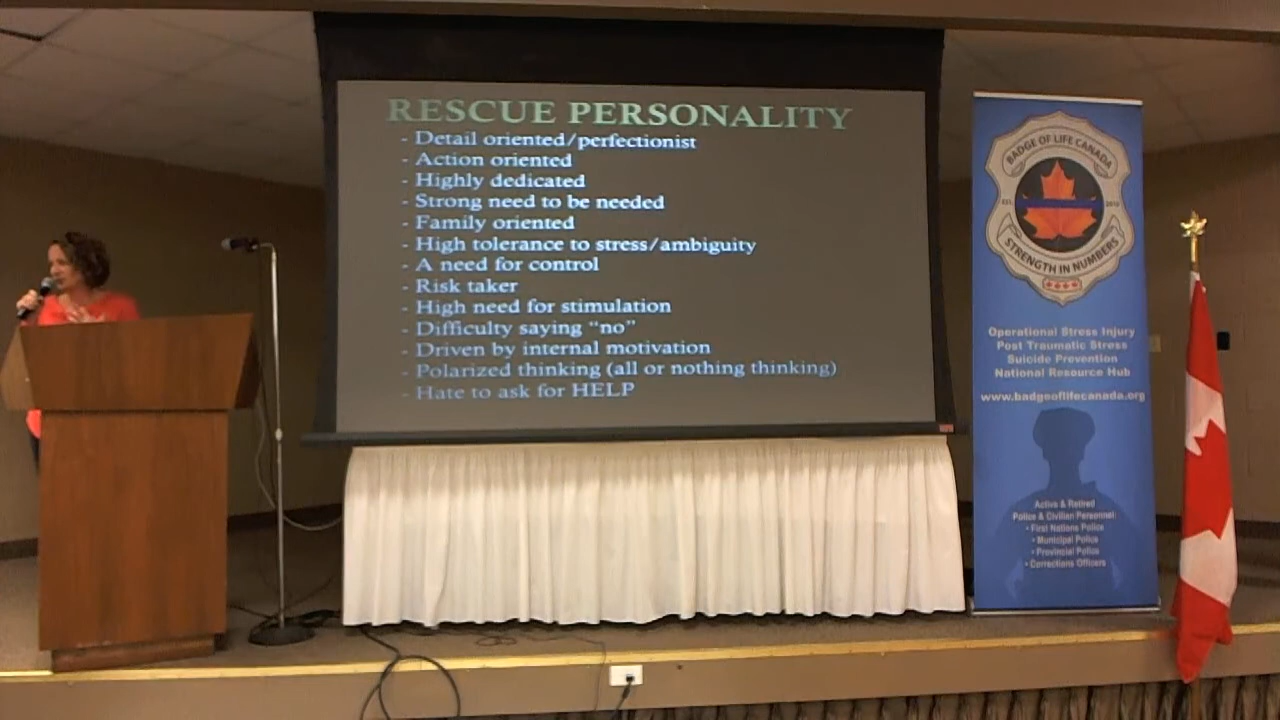 RESCUE PERSONALITY
- Detail oriented/perfectionist
- Action oriented
- Highly dedicated
- Strong need to be needed
- Family oriented
- High tolerance to stress/ambiguity
- A need for control
- Risk taker
- High need for stimulation
- Difficulty saying “no”
- Driven by internal motivation
- Polarized thinking (all or nothing thinking)
- Hate to ask for HELP
BADGE OF LIFE CANADA
EST.
STRENGTH IN NUMBERS
Operational Stress Injury
Post Traumatic Stress
Suicide Prevention
National Resource Hub
www.badgeoflifecanada.org
Active & Retired
Police & Civilian Personnel:
• First Nations Police
• Municipal Police
• Provincial Police
• Corrections Officers